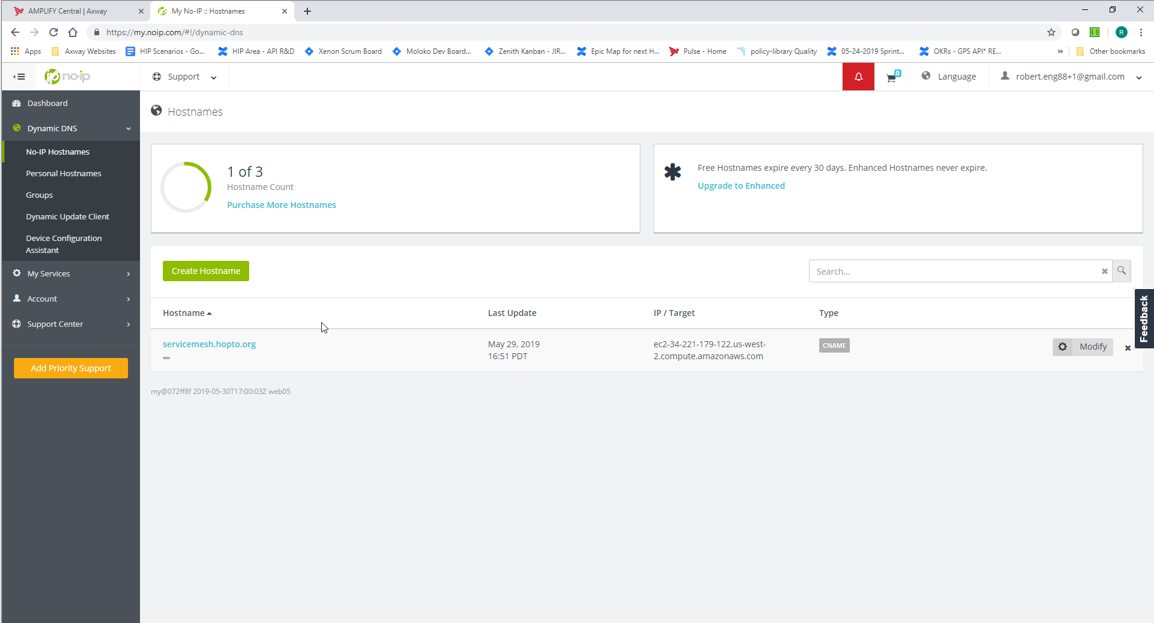 AMPLIFY Central | Axway
My No-IP :: Hostnames
https://my.noip.com/#!/dynamic-dns
Apps
Axway Websites
HIP Scenarios - Go...
HIP Area - API R&D
Xenon Scrum Board
Moloko Dev Board...
Zenith Kanban - JIR...
Epic Map for next H...
Pulse - Home
policy-library Quality
05-24-2019 Sprint...
OKRs - GPS API* RE...
»
Other bookmarks
R
no-ip
Support
0
Language
robert.eng88+1@gmail.com
Dashboard
Dynamic DNS
No-IP Hostnames
Personal Hostnames
Groups
Dynamic Update Client
Device Configuration
Assistant
My Services
Account
Support Center
Add Priority Support
Hostnames
1 of 3
Hostname Count
Purchase More Hostnames
Free Hostnames expire every 30 days. Enhanced Hostnames never expire.
Upgrade to Enhanced
Create Hostname
Search...
Hostname
Last Update
IP / Target
Type
servicemesh.hopto.org
May 29, 2019
16:51 PDT
ec2-34-221-179-122.us-west-
2.compute.amazonaws.com
CNAME
Modify
Feedback
my@072ff8f 2019-05-30T17:00:03Z web05